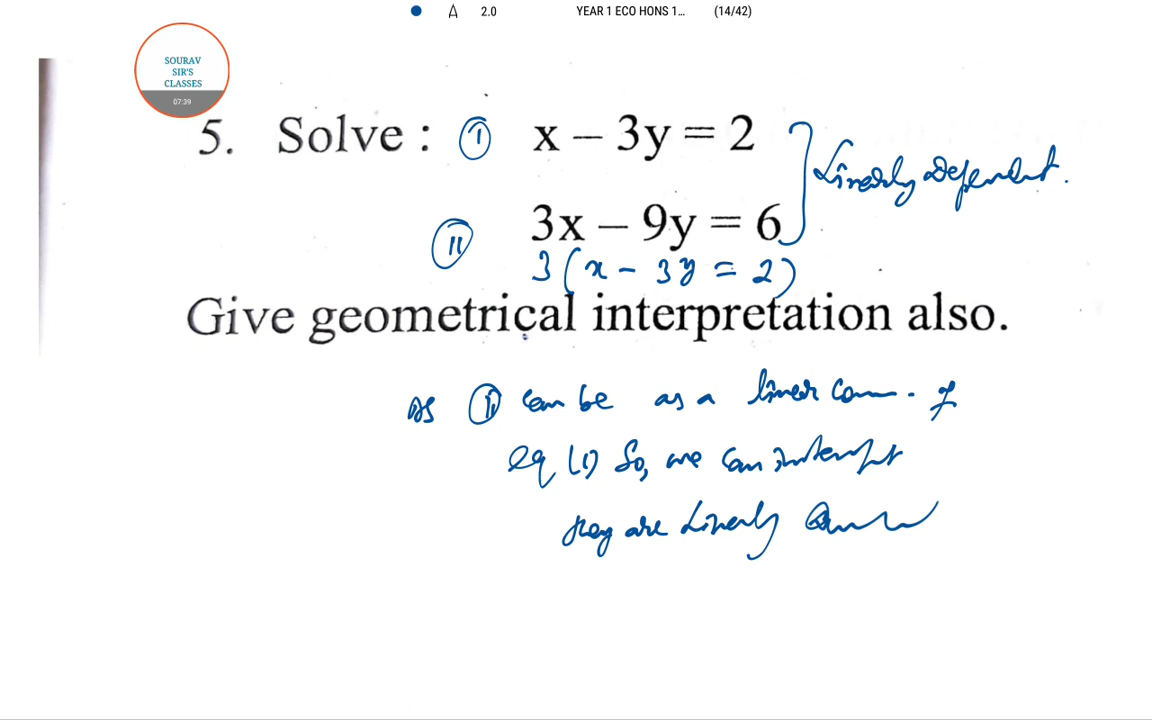 2.0 YEAR 1 ECO HONS 1... (14/42)
SOURAV
SIR'S
CLASSES
07:39
5. Solve : I x – 3y = 2
II 3x – 9y = 6
Linearly Dependent.
3(x - 3y = 2)
Give geometrical interpretation also.
As II can be as a linear com. of
eq (1) So, we can interpret
they are Linearly